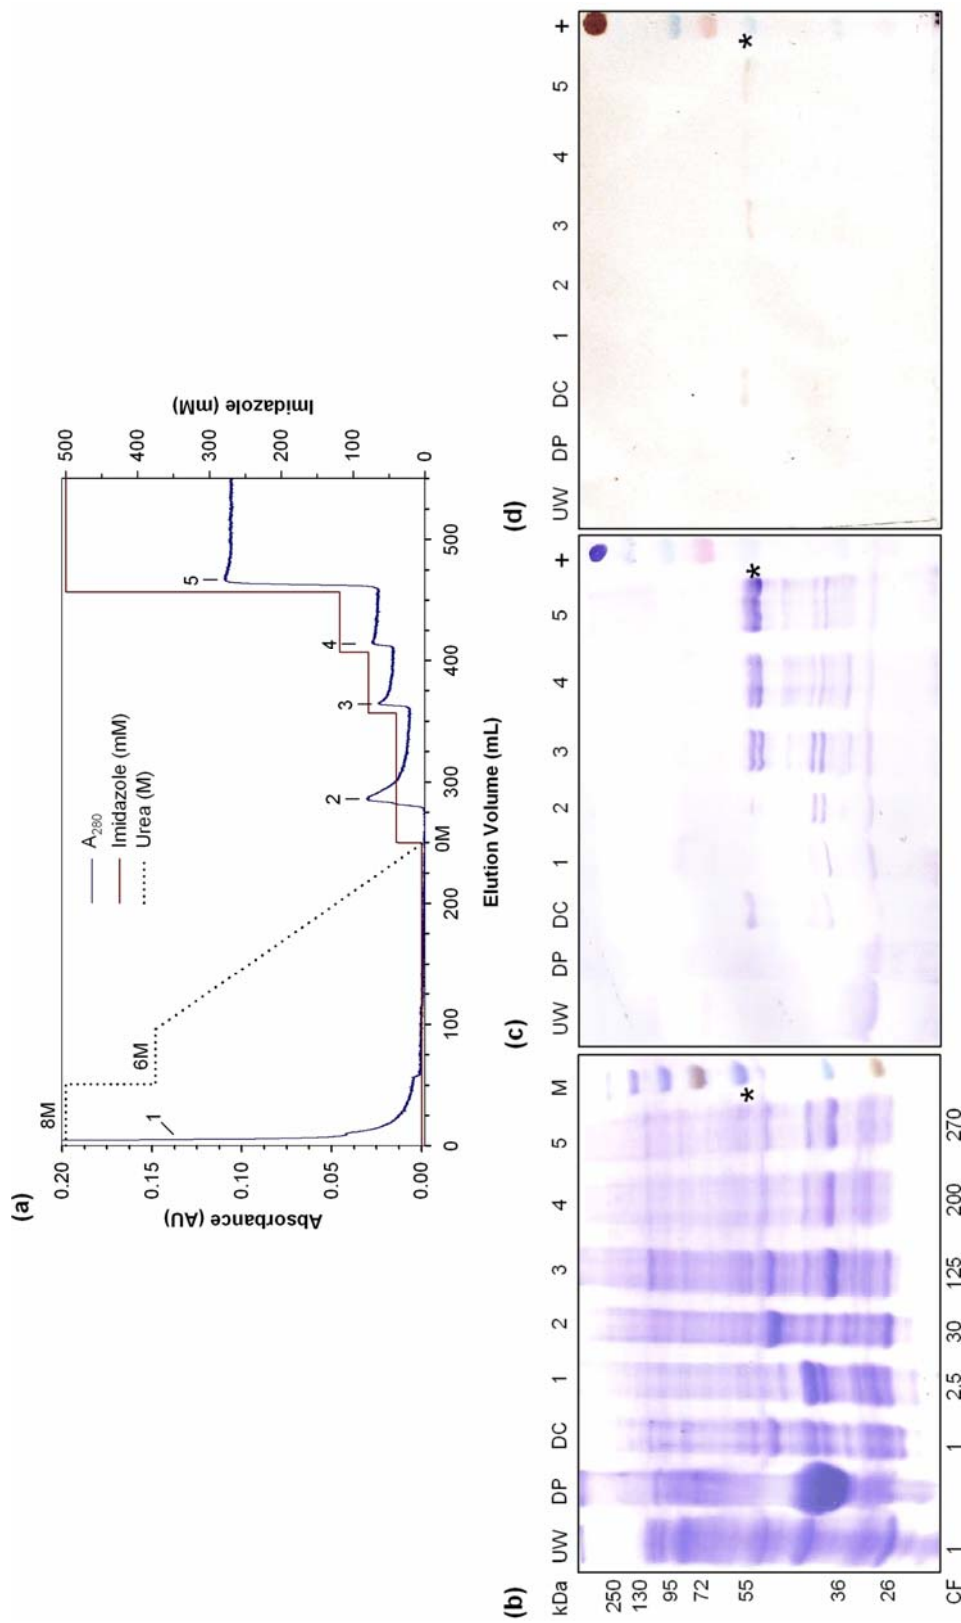 (a)
A280
Imidazole (mM)
Urea (M)
8M
6M
0M
1
2
3
4
5
0.20
0.15
0.10
0.05
0.00
Absorbance (AU)
500
400
300
200
100
0
Imidazole (mM)
0
100
200
300
400
500
Elution Volume (mL)
(b)
kDa UW DP DC 1 2 3 4 5 M
250
130
95
72
55
36
26
*
CF 1 1 2.5 30 125 200 270
(c)
UW DP DC 1 2 3 4 5 +
*
(d)
UW DP DC 1 2 3 4 5 +
*